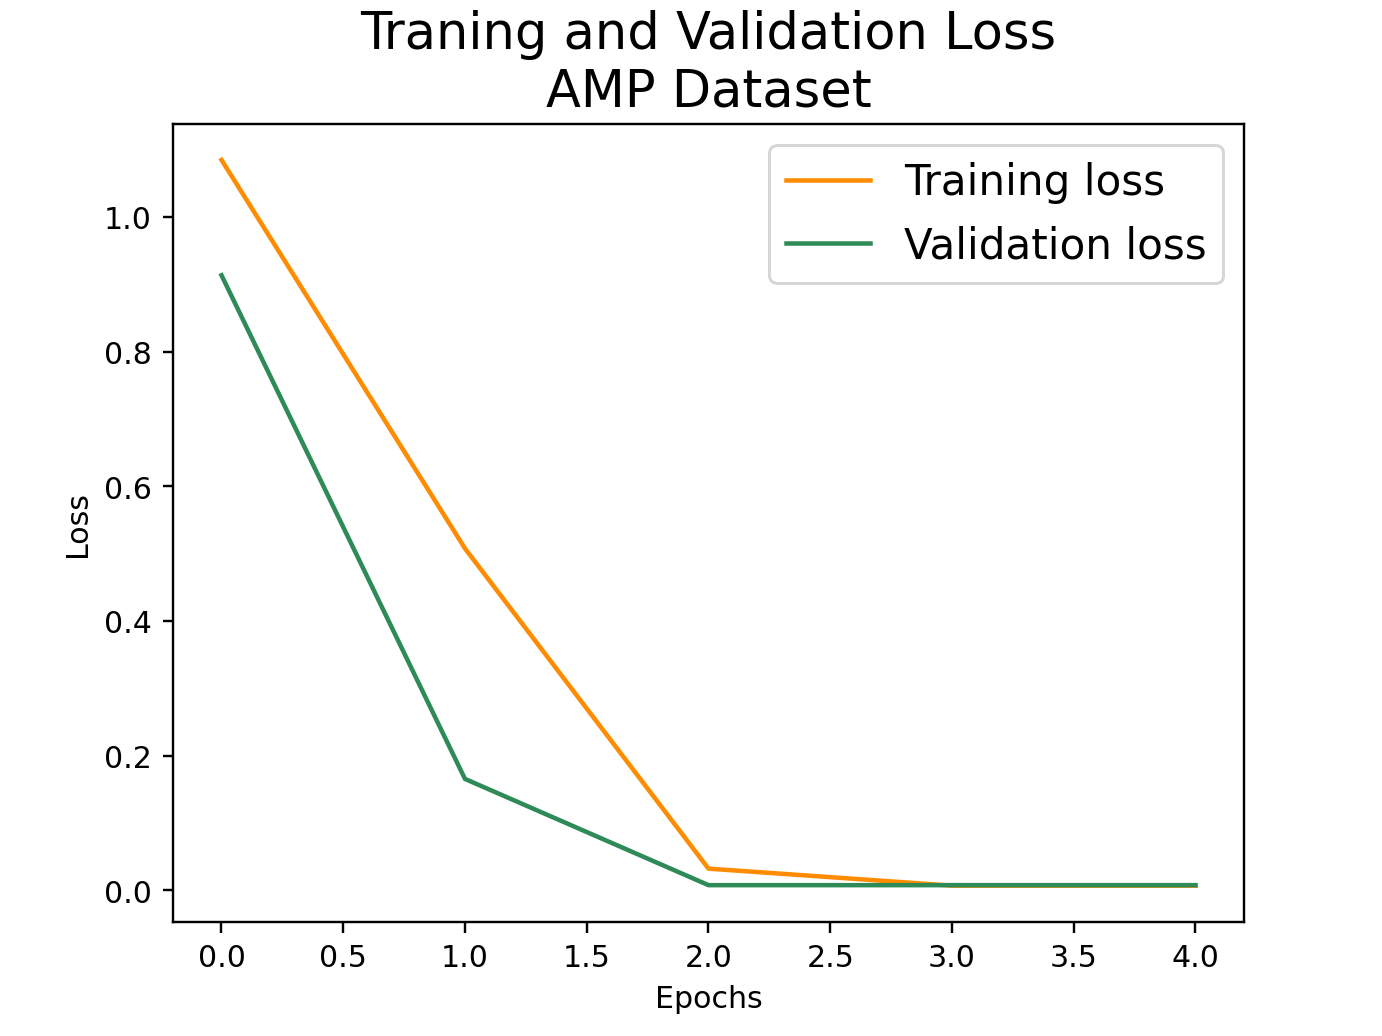 Traning and Validation Loss
AMP Dataset
Training loss
Validation loss
1.0
0.8
0.6
0.4
0.2
0.0
Loss
0.0 0.5 1.0 1.5 2.0 2.5 3.0 3.5 4.0
Epochs